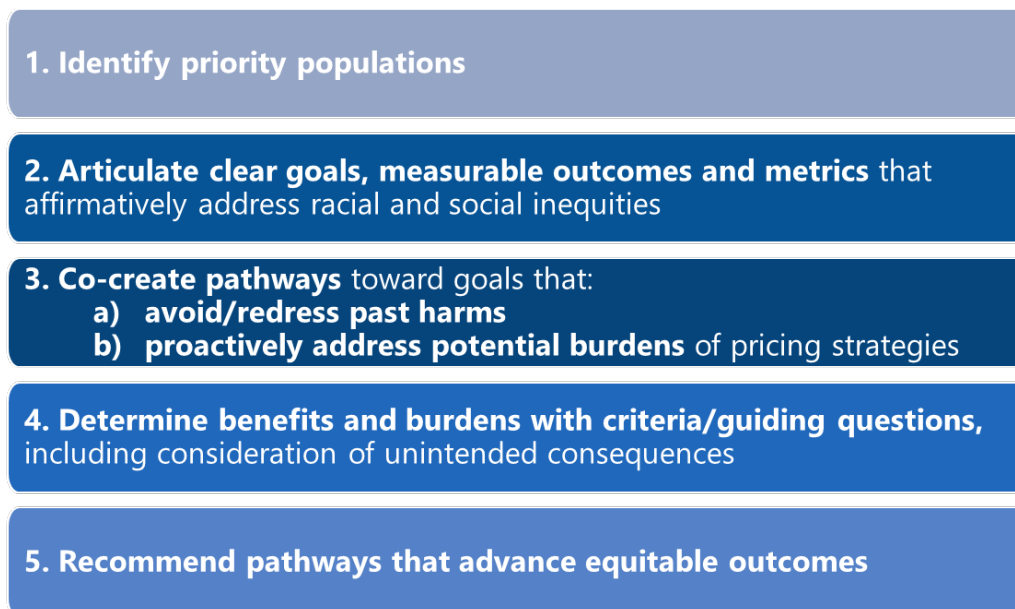 1. Identify priority populations
2. Articulate clear goals, measurable outcomes and metrics that
affirmatively address racial and social inequities
3. Co-create pathways toward goals that:
a) avoid/redress past harms
b) proactively address potential burdens of pricing strategies
4. Determine benefits and burdens with criteria/guiding questions,
including consideration of unintended consequences
5. Recommend pathways that advance equitable outcomes